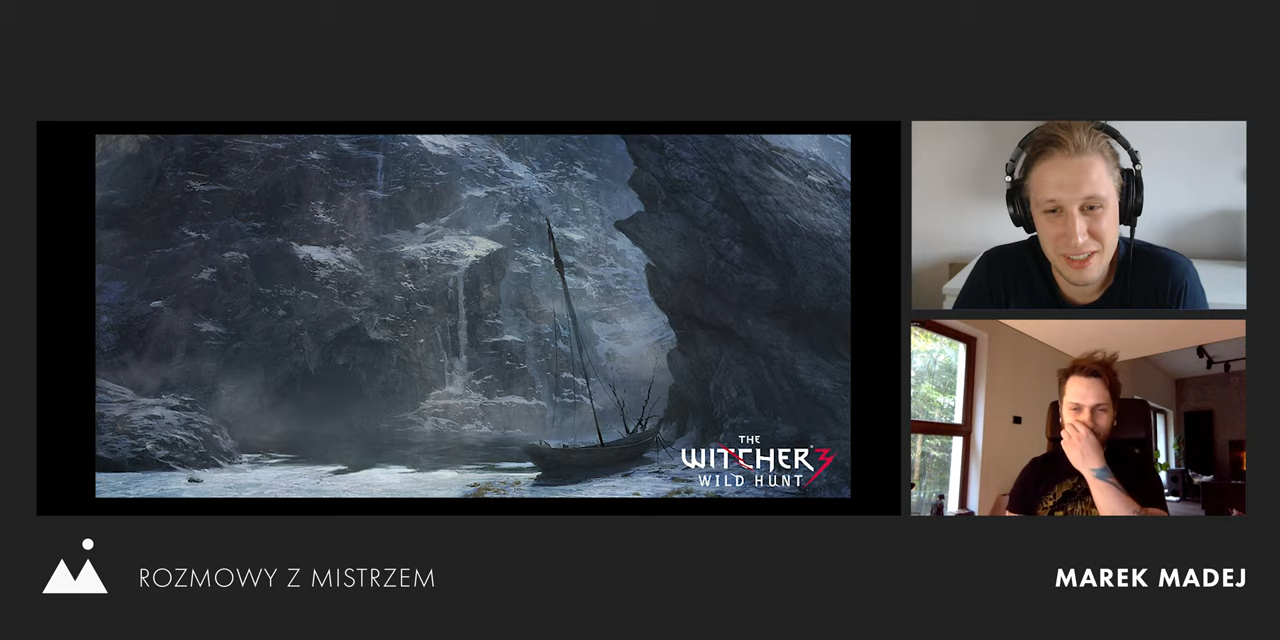 THE
WITCHER 3
WILD HUNT
ROZMOWY Z MISTRZEM
MAREK MADEJ